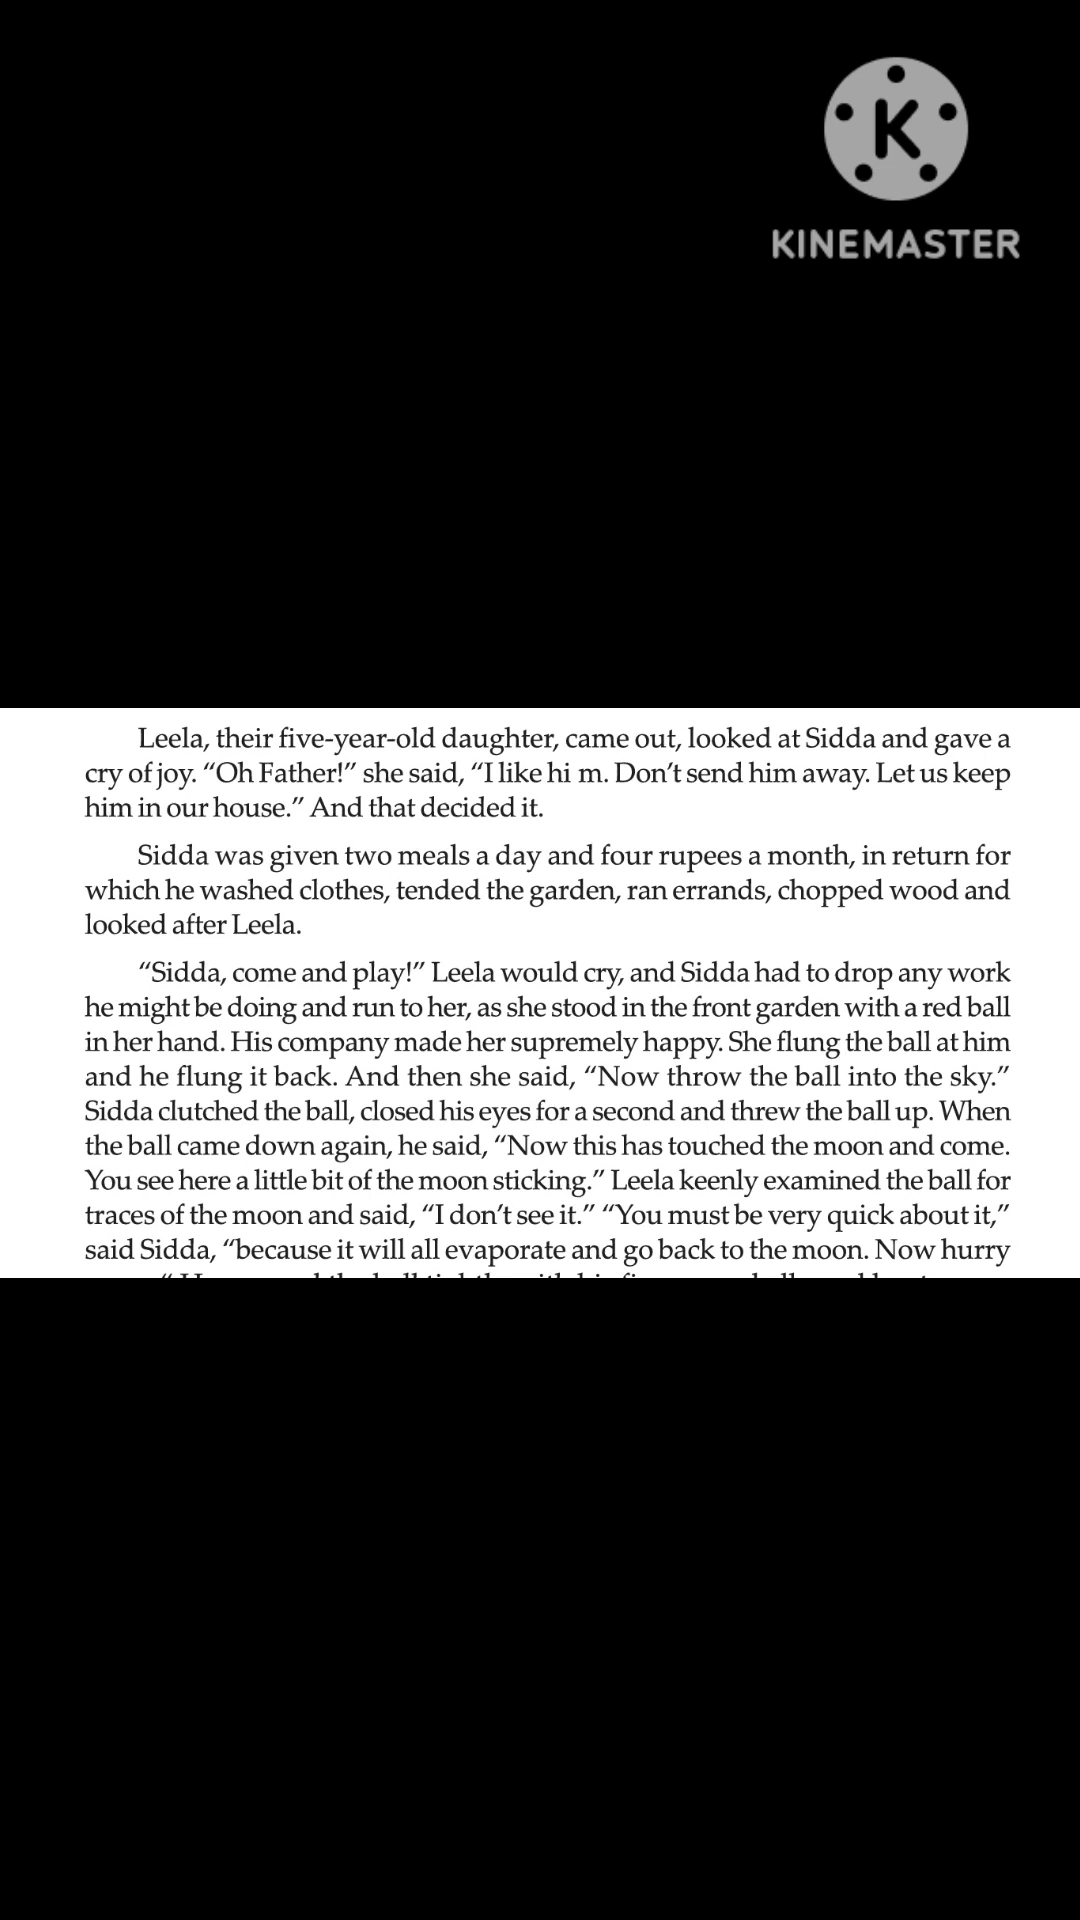 K
KINEMASTER
Leela, their five-year-old daughter, came out, looked at Sidda and gave a
cry of joy. “Oh Father!” she said, “I like hi m. Don’t send him away. Let us keep
him in our house.” And that decided it.
Sidda was given two meals a day and four rupees a month, in return for
which he washed clothes, tended the garden, ran errands, chopped wood and
looked after Leela.
“Sidda, come and play!” Leela would cry, and Sidda had to drop any work
he might be doing and run to her, as she stood in the front garden with a red ball
in her hand. His company made her supremely happy. She flung the ball at him
and he flung it back. And then she said, “Now throw the ball into the sky.”
Sidda clutched the ball, closed his eyes for a second and threw the ball up. When
the ball came down again, he said, “Now this has touched the moon and come.
You see here a little bit of the moon sticking.” Leela keenly examined the ball for
traces of the moon and said, “I don’t see it.” “You must be very quick about it,”
said Sidda, “because it will all evaporate and go back to the moon. Now hurry